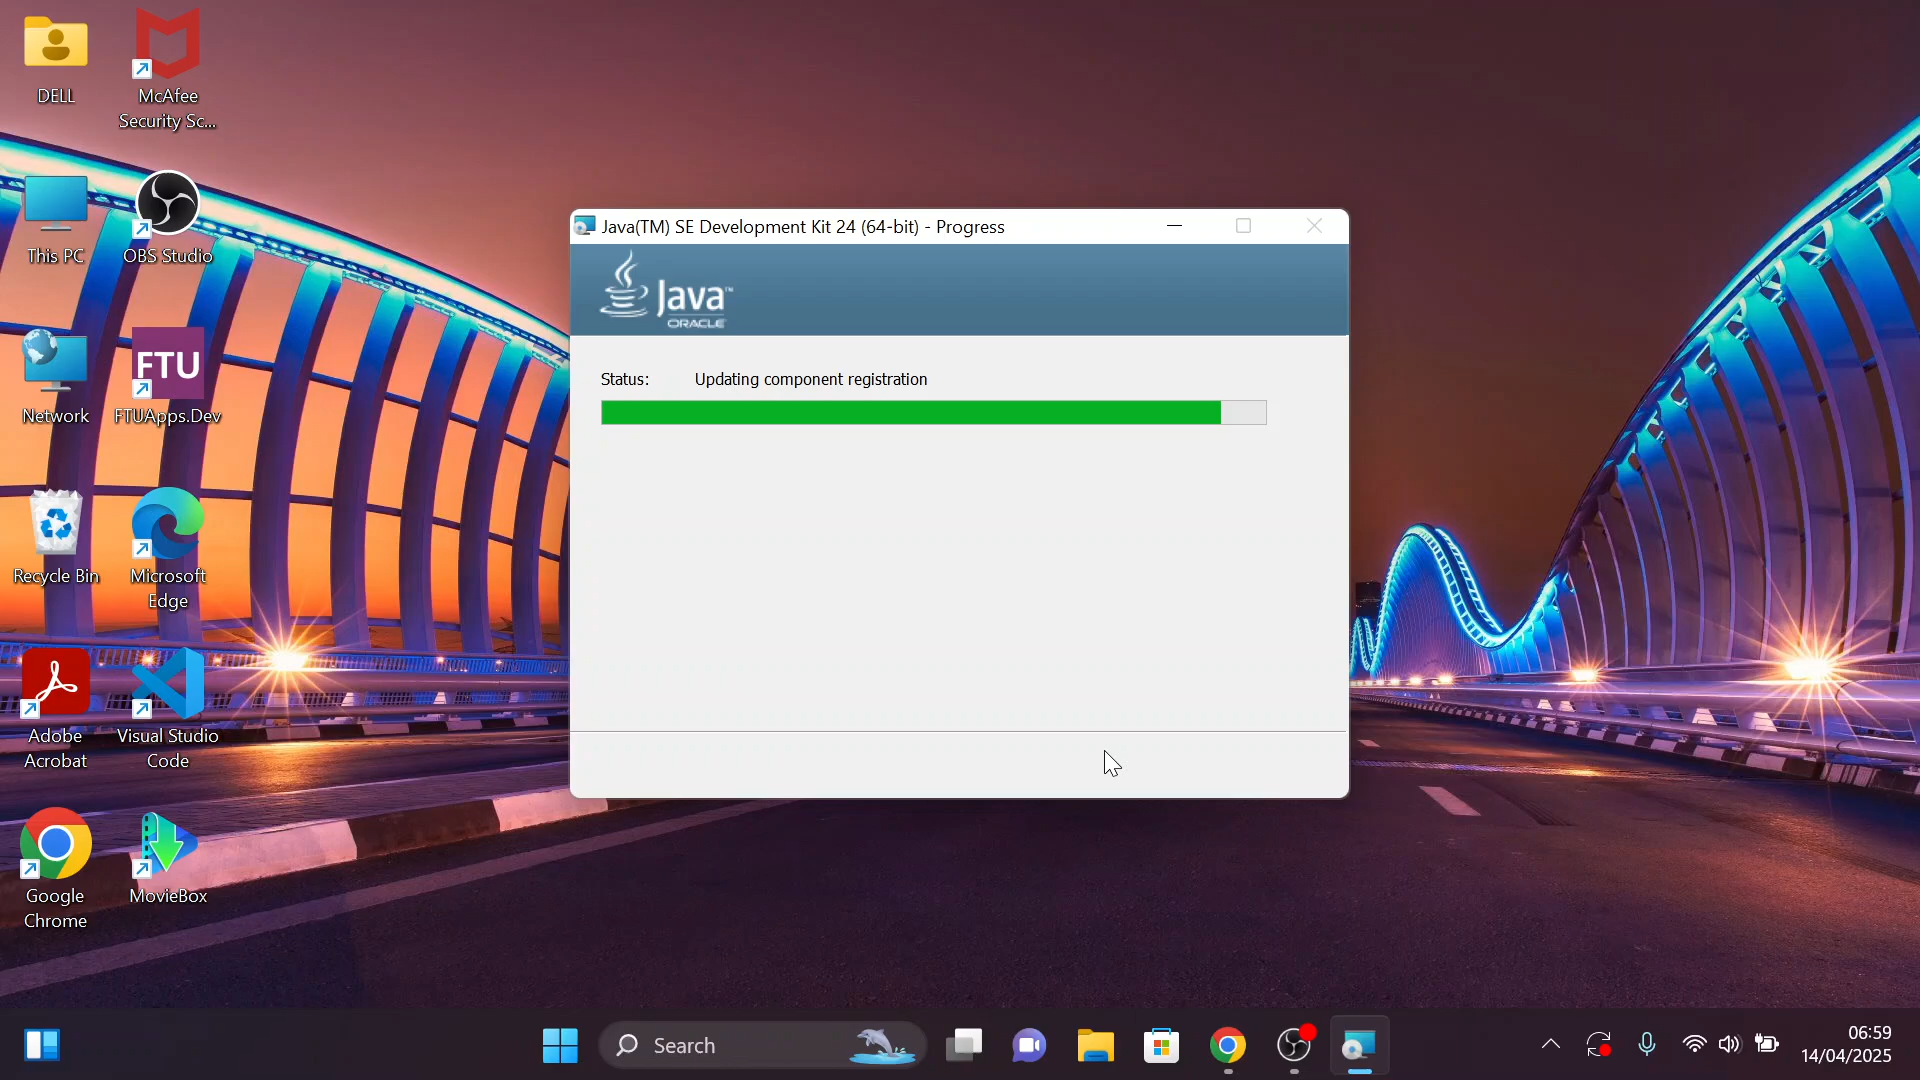 DELL
McAfee
Security Sc...
This PC
OBS Studio
Network
FTU
FTUApps.Dev
Recycle Bin
Microsoft
Edge
Adobe
Acrobat
Visual Studio
Code
Google
Chrome
MovieBox
Java(TM) SE Development Kit 24 (64-bit) - Progress
Java™
ORACLE
Status: Updating component registration
Search
06:59
14/04/2025